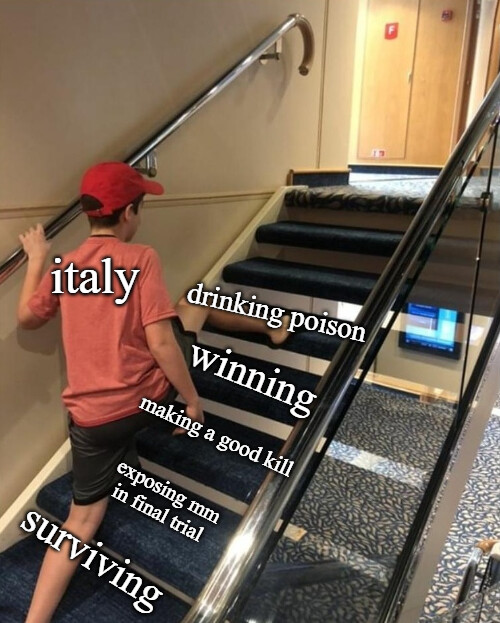 italy
drinking poison
winning
making a good kill
exposing mm
in final trial
surviving
F